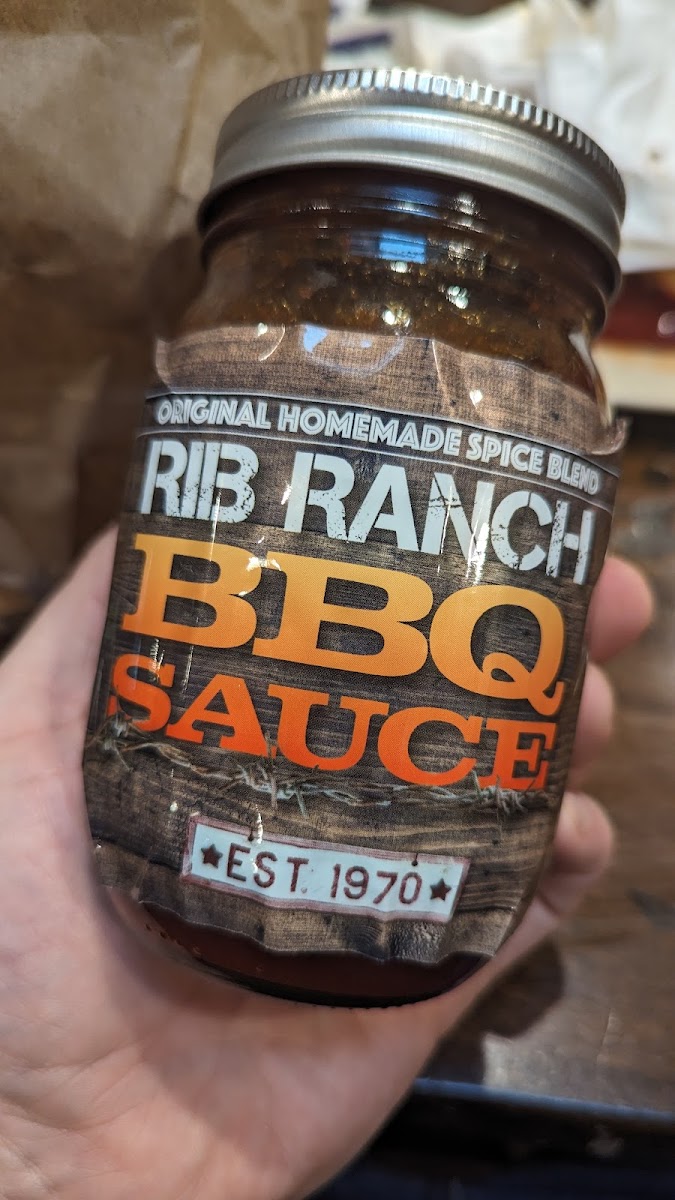 ORIGINAL HOMEMADE SPICE BLEND
RIB RANCH
BBQ
SAUCE
EST. 1970